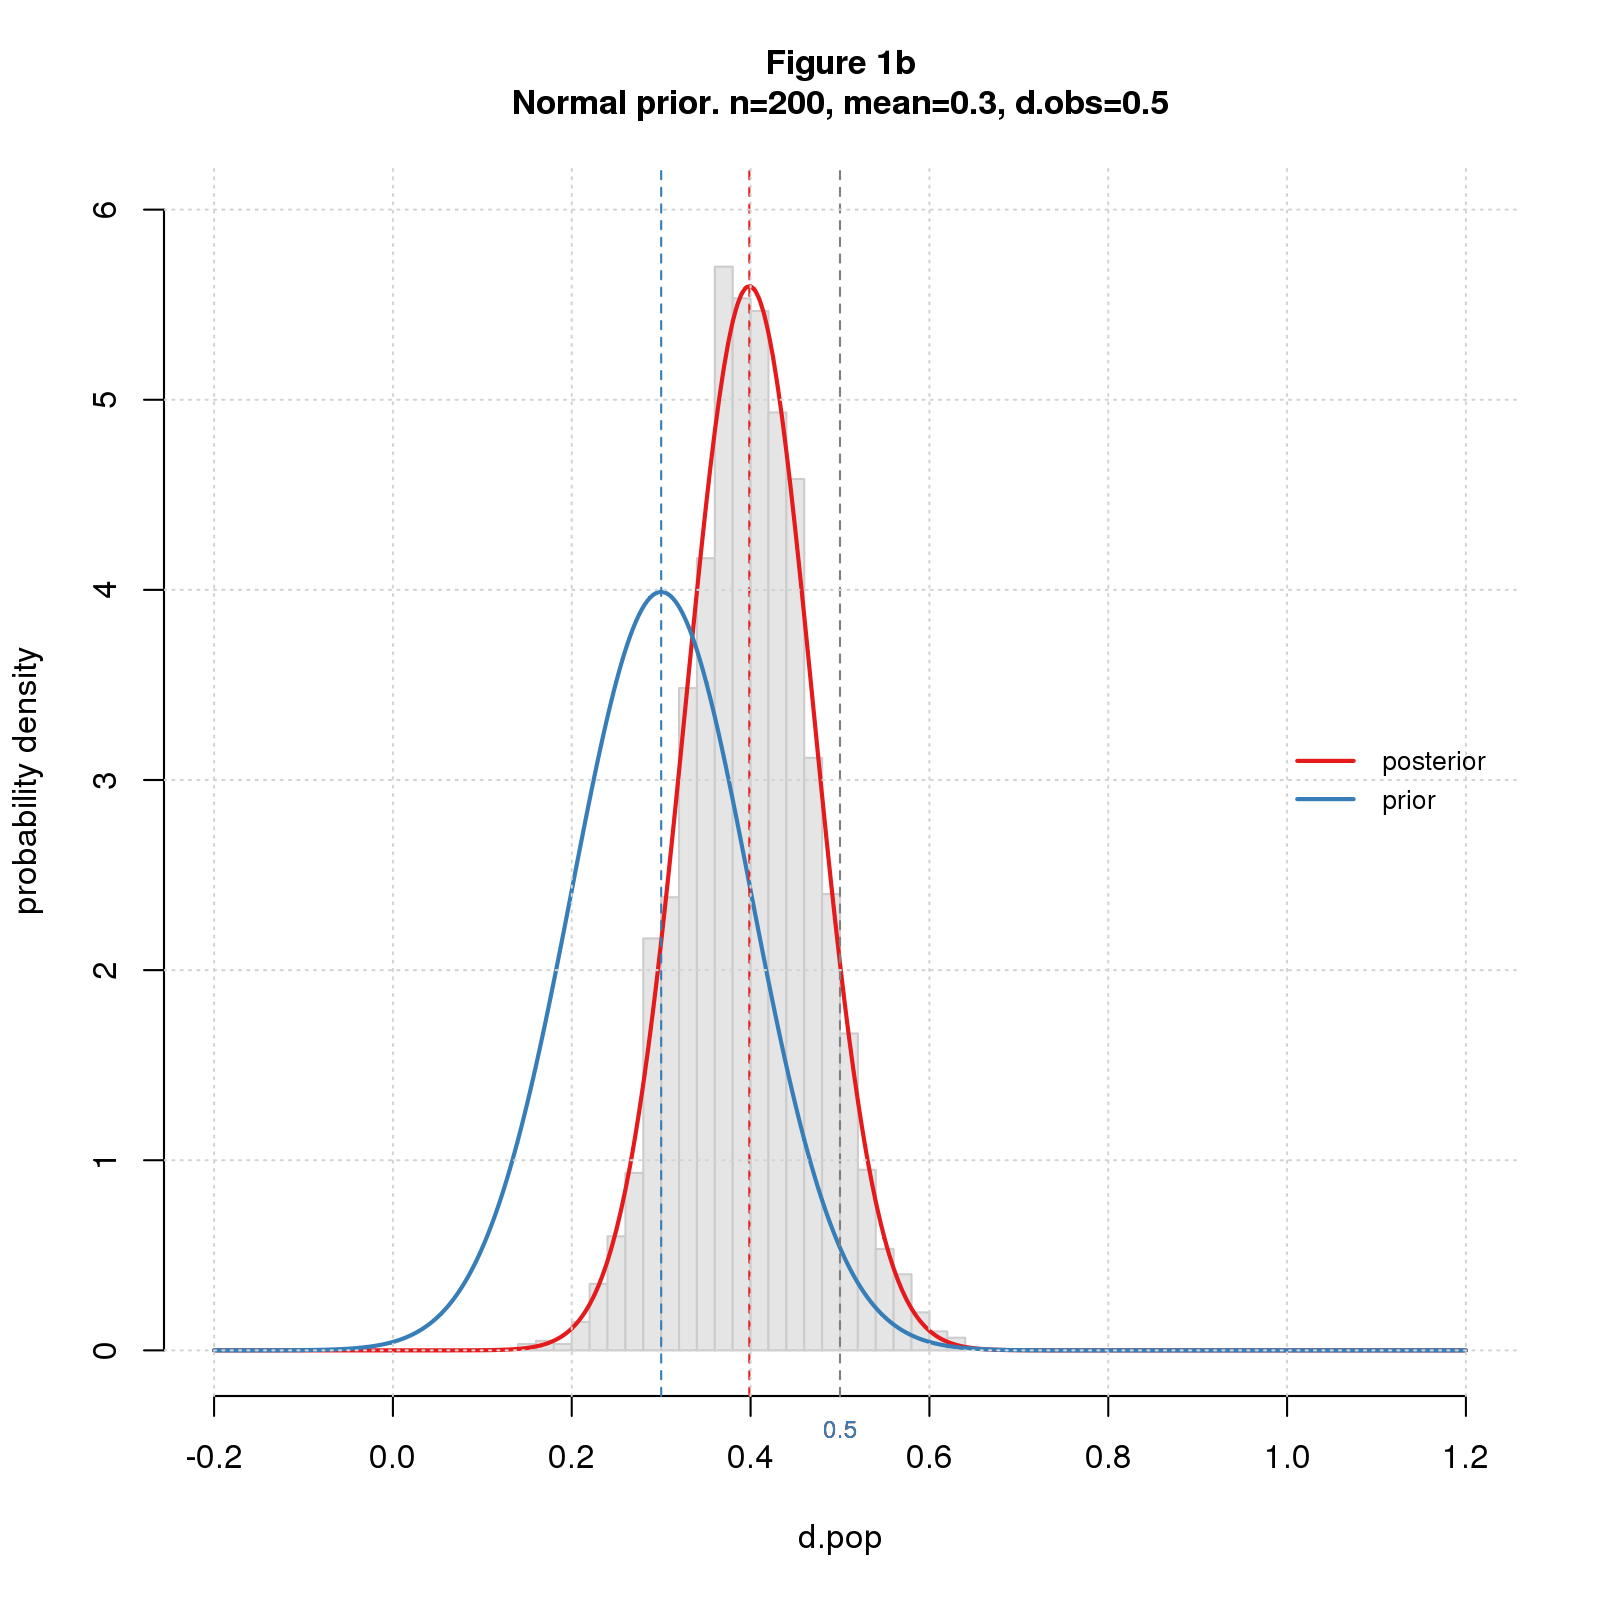 Figure 1b
Normal prior. n=200, mean=0.3, d.obs=0.5
probability density
6
5
4
3
2
1
0
posterior
prior
0.5
-0.2 0.0 0.2 0.4 0.6 0.8 1.0 1.2
d.pop